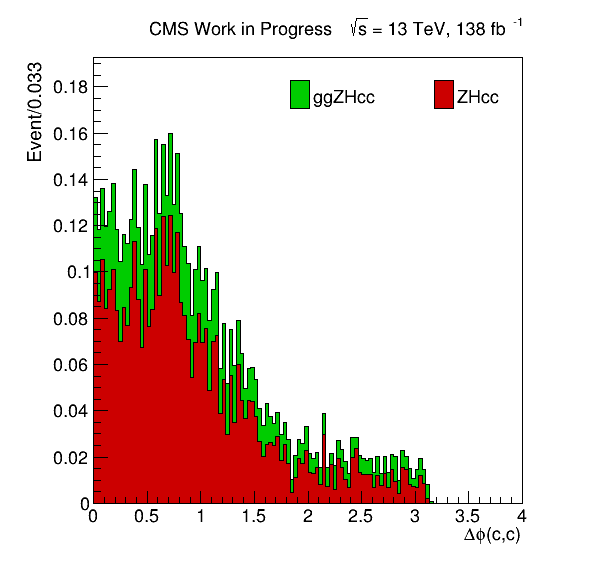 CMS Work in Progress √s = 13 TeV, 138 fb ⁻¹
Event/0.033
ggZHcc ZHcc
0.18
0.16
0.14
0.12
0.1
0.08
0.06
0.04
0.02
0
0 0.5 1 1.5 2 2.5 3 3.5 4
Δϕ(c,c)